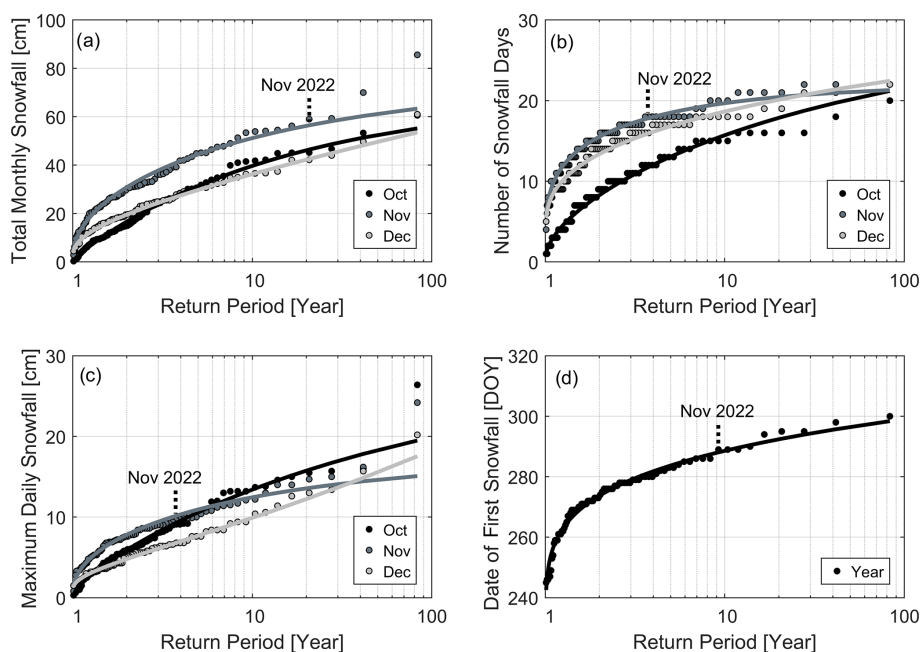 (a)
Total Monthly Snowfall [cm]
100
80
60
40
20
0
Nov 2022
Oct
Nov
Dec
1
10
100
Return Period [Year]
(b)
Number of Snowfall Days
30
20
10
0
Nov 2022
Oct
Nov
Dec
1
10
100
Return Period [Year]
(c)
Maximum Daily Snowfall [cm]
30
20
10
0
Nov 2022
Oct
Nov
Dec
1
10
100
Return Period [Year]
(d)
Date of First Snowfall [DOY]
320
300
280
260
240
Nov 2022
Year
1
10
100
Return Period [Year]